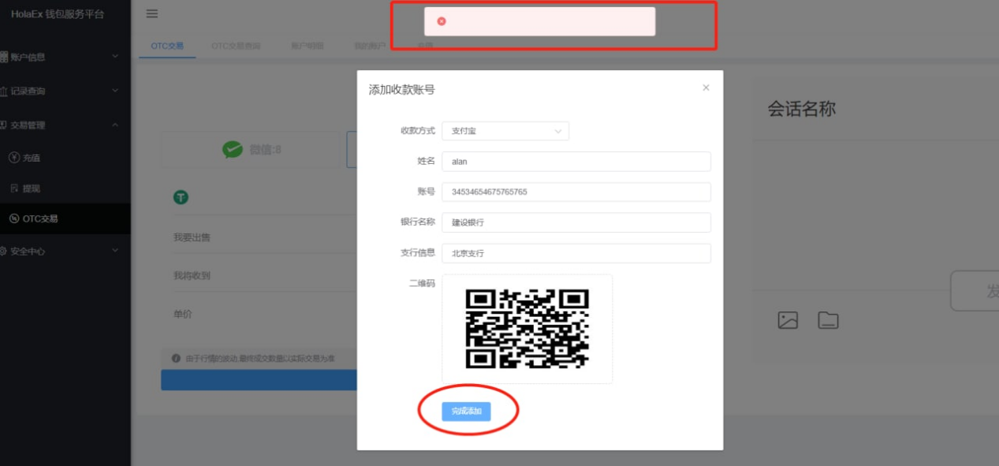 HolaEx 钱包服务平台
账户信息
记录查询
交易管理
充值
提现
OTC交易
安全中心
OTC交易
OTC交易查询
账户明细
我的账户
微信:8
我要出售
我将收到
单价
由于行情的波动,最终成交数量以实际交易为准
添加收款账号
收款方式
支付宝
姓名
alan
账号
34534654675765765
银行名称
建设银行
支行信息
北京支行
二维码
完成添加
会话名称
发